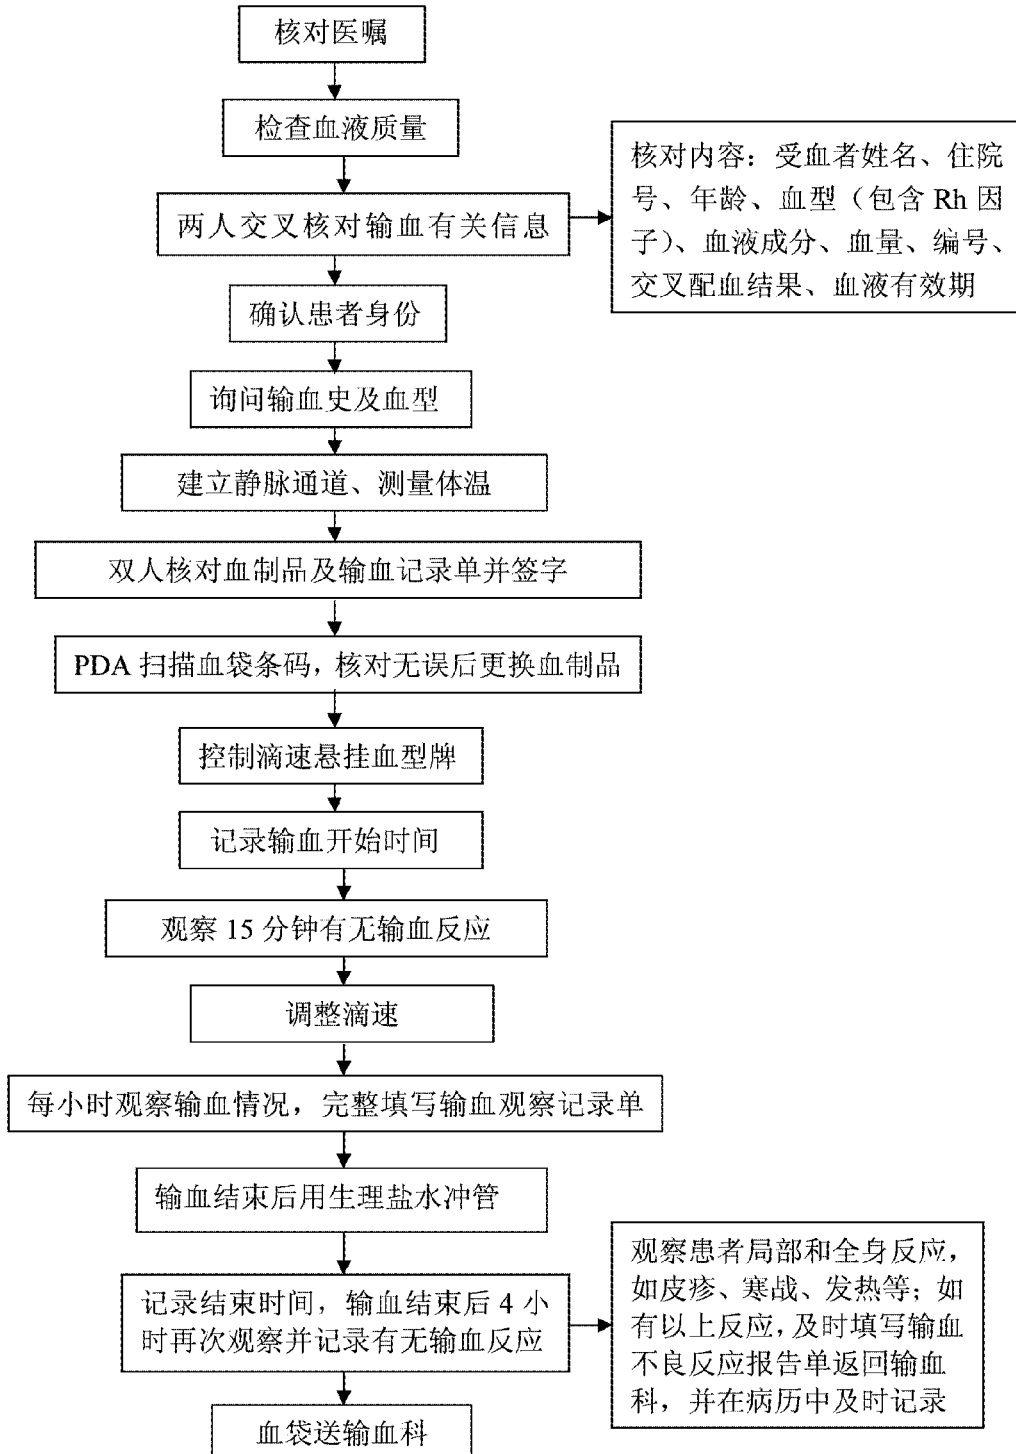 核对医嘱
检查血液质量
两人交叉核对输血有关信息
核对内容：受血者姓名、住院
号、年龄、血型（包含 Rh 因
子）、血液成分、血量、编号、
交叉配血结果、血液有效期
确认患者身份
询问输血史及血型
建立静脉通道、测量体温
双人核对血制品及输血记录单并签字
PDA 扫描血袋条码，核对无误后更换血制品
控制滴速悬挂血型牌
记录输血开始时间
观察 15 分钟有无输血反应
调整滴速
每小时观察输血情况，完整填写输血观察记录单
输血结束后用生理盐水冲管
记录结束时间，输血结束后 4 小
时再次观察并记录有无输血反应
观察患者局部和全身反应，
如皮疹、寒战、发热等；如
有以上反应，及时填写输血
不良反应报告单返回输血
科，并在病历中及时记录
血袋送输血科